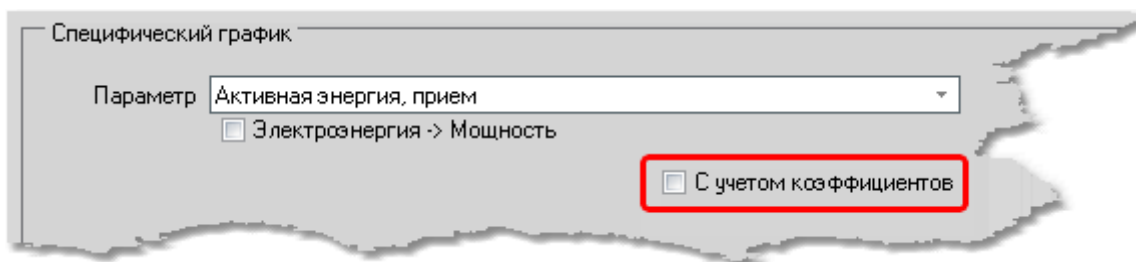 Специфический график
Параметр Активная энергия, прием
Электроэнергия -> Мощность
С учетом коэффициентов